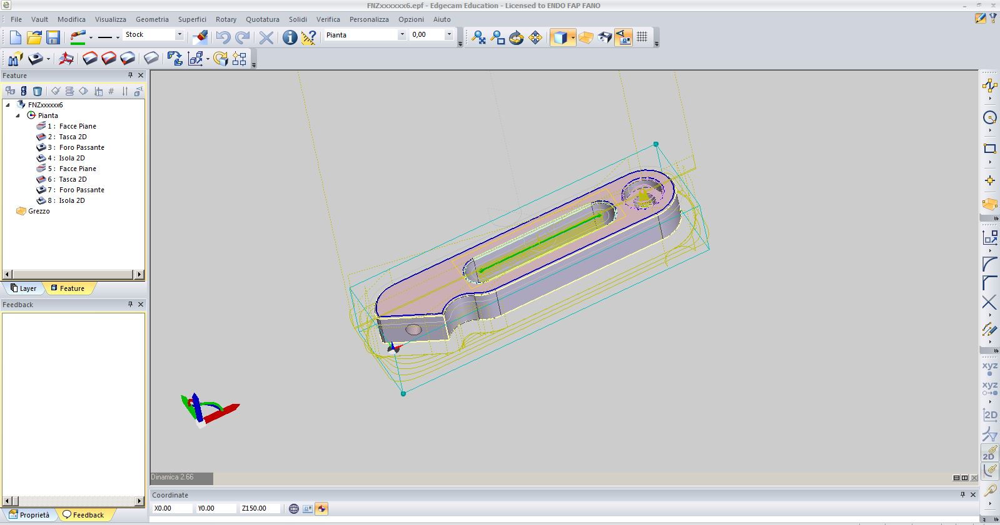 FNZxxxxxx6.epf - Edgecam Education - Licensed to ENDO FAP FANO
File Vault Modifica Visualizza Geometria Superfici Rotary Quotatura Solidi Verifica Personalizza Opzioni Aiuto
Stock Pianta 0,00
Feature
FNZxxxxxx6
Pianta
1 : Facce Piane
2 : Tasca 2D
3 : Foro Passante
4 : Isola 2D
5 : Facce Piane
6 : Tasca 2D
7 : Foro Passante
8 : Isola 2D
Grezzo
Layer Feature
Feedback
Proprietà Feedback
Dinamica 2.66
Coordinate
X0.00 Y0.00 Z150.00
xyz
xyz
2D
2D